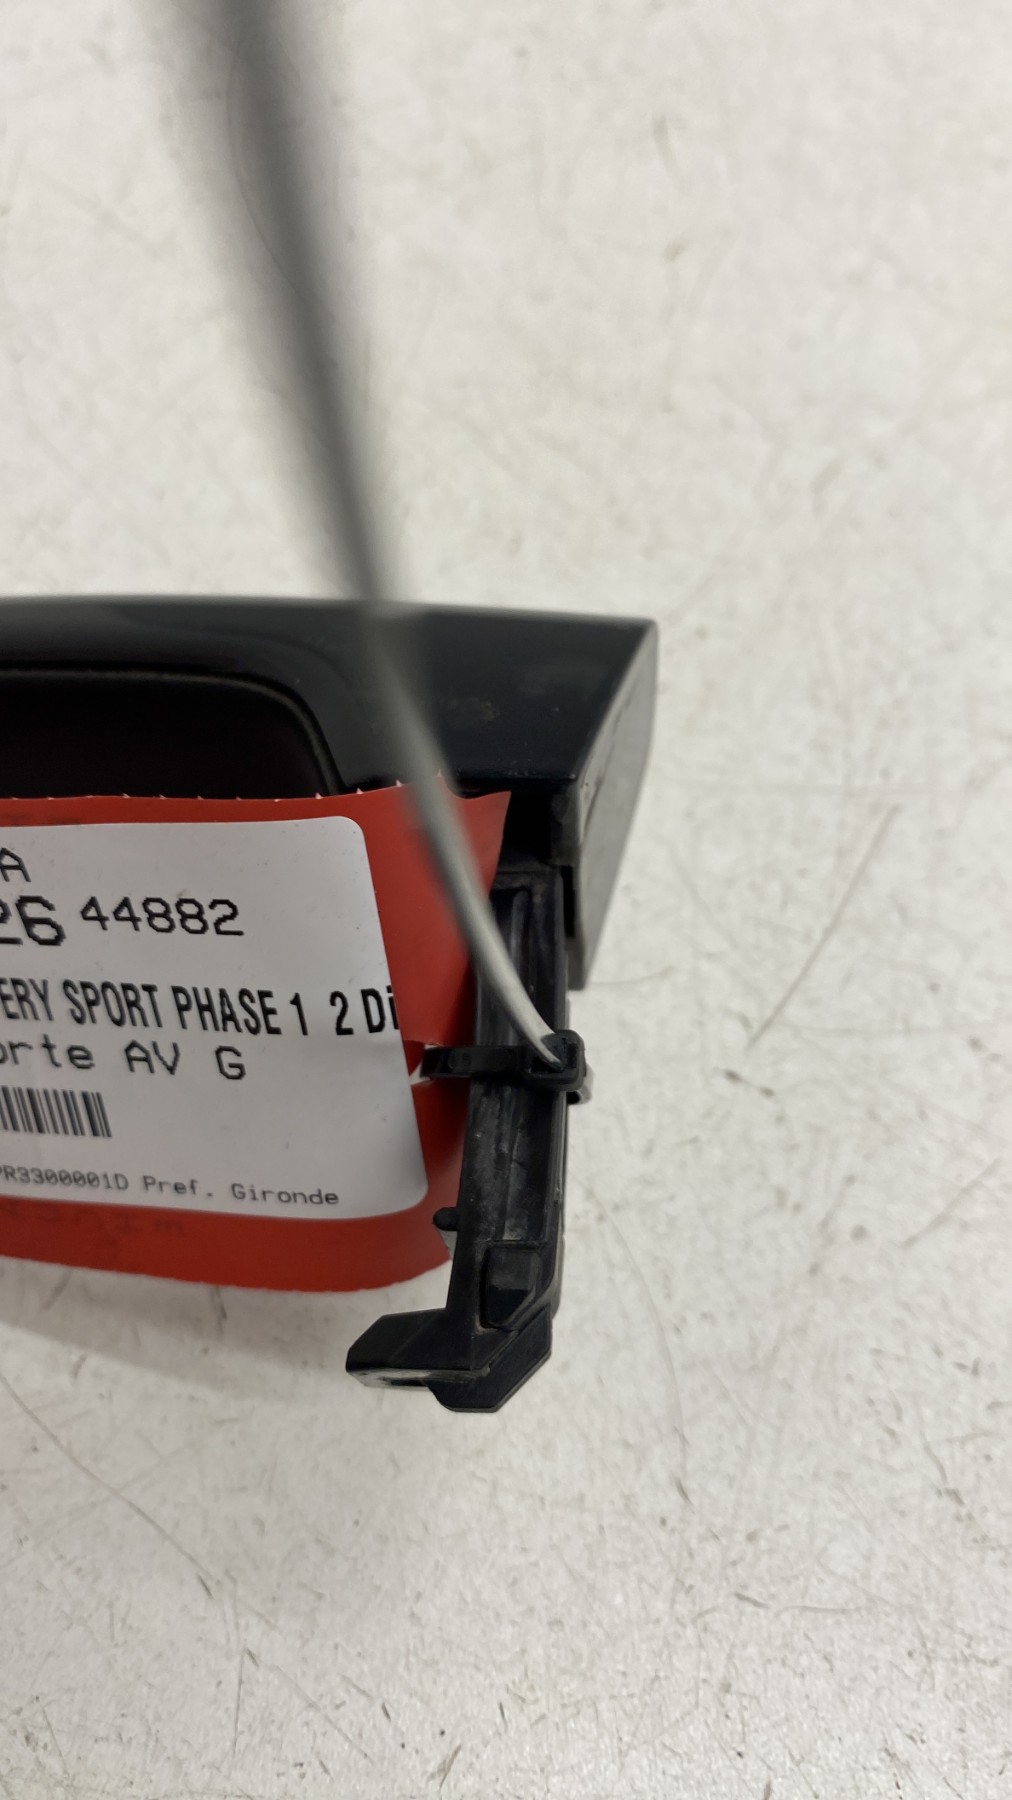 A
26 44882
ERY SPORT PHASE 1 2 Di
orte AV G
PR3300001D Pref. Gironde